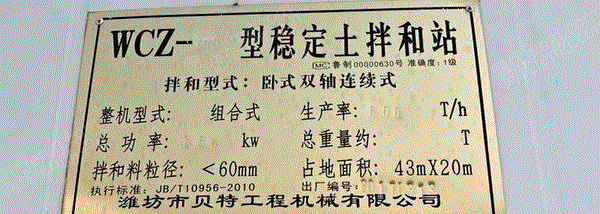 WCZ- 型稳定土拌和站
MC 鲁制00000630号 准确度:1级
拌和型式：卧式双轴连续式
整机型式: 组合式 生产率: T/h
总功率: kw 总重量约: T
拌和料粒径: <60mm 占地面积: 43mX20m
执行标准: JB/T10956-2010 出厂编号:
潍坊市贝特工程机械有限公司